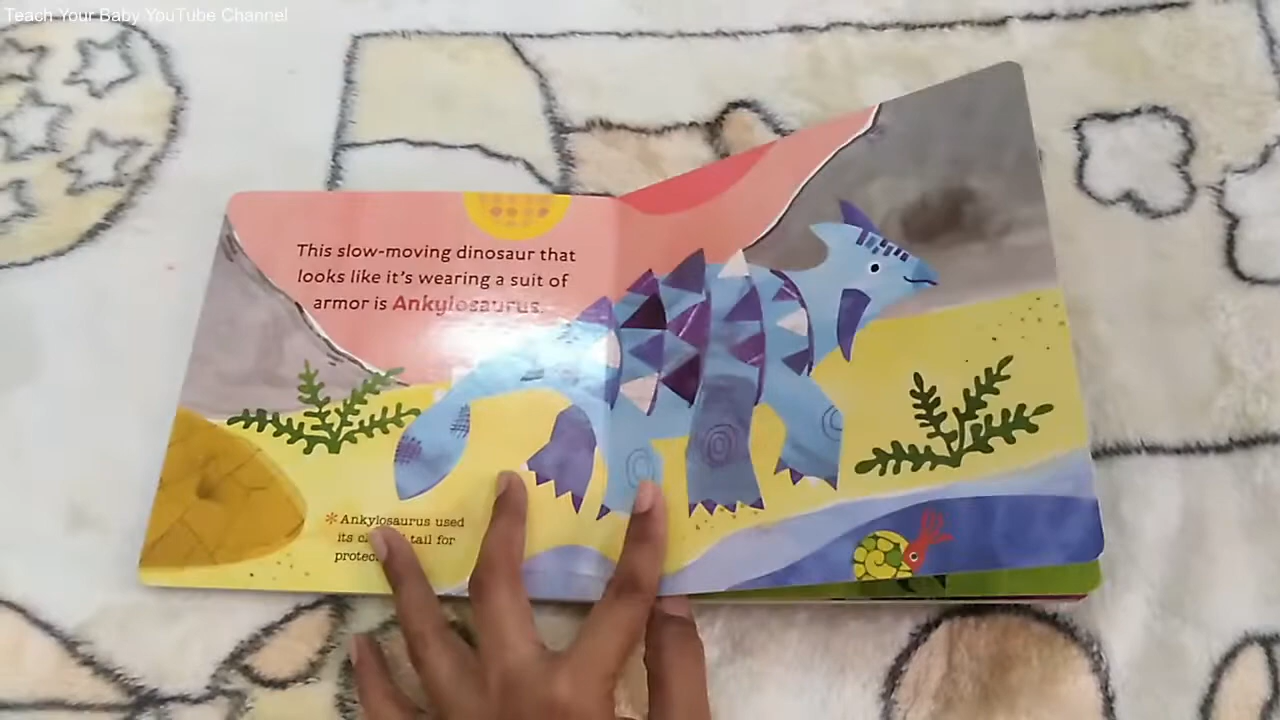 Teach Your Baby YouTube Channel
This slow-moving dinosaur that
looks like it's wearing a suit of
armor is Ankylosaurus.
*Ankylosaurus used
its tail for